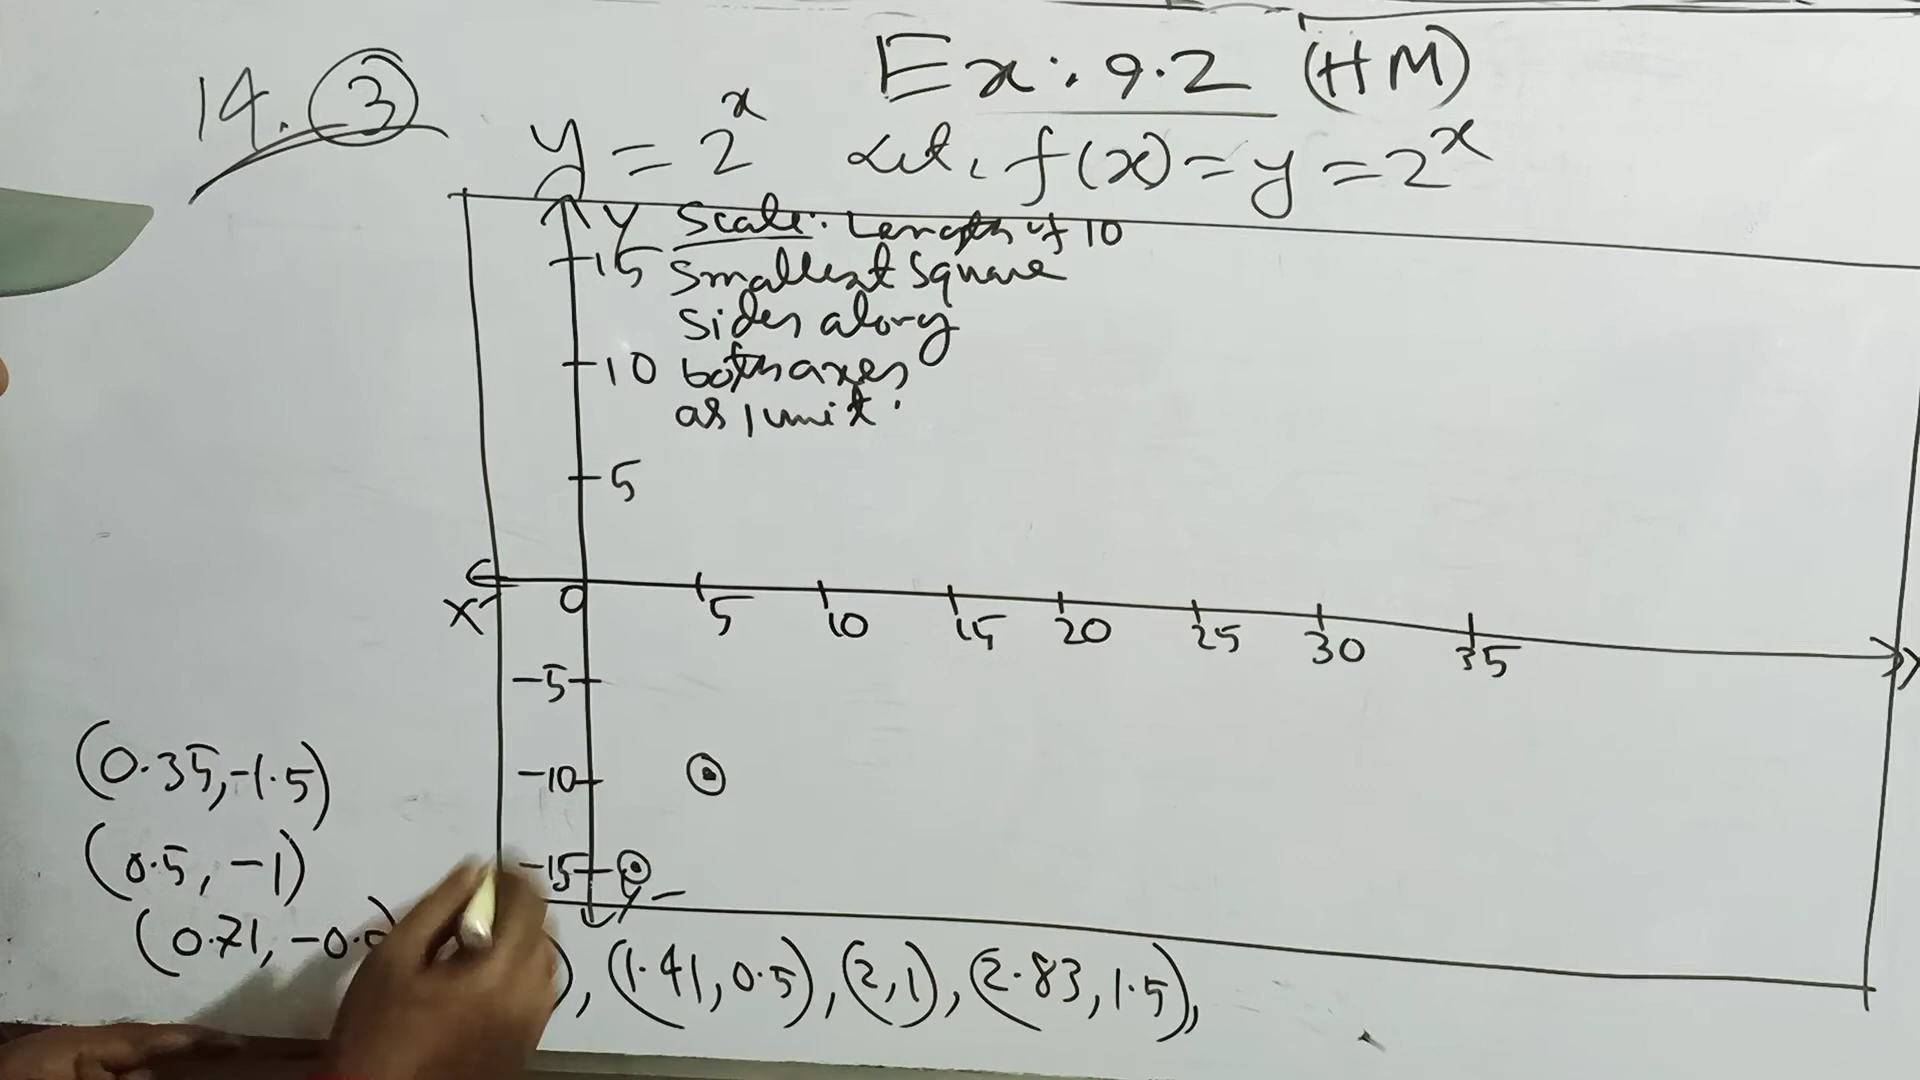 Ex: 9.2 (HM)
14. 3
y = 2^x Let, f(x) = y = 2^x
Y Scale: Length of 10
15 Smallest Square
sides along
10 both axes
as 1 unit.
5
X' 0 5 10 15 20 25 30 35
-5
-10
-15
Y'
(0.35, -1.5)
(0.5, -1)
(0.71, -0.
), (1.41, 0.5), (2, 1), (2.83, 1.5),